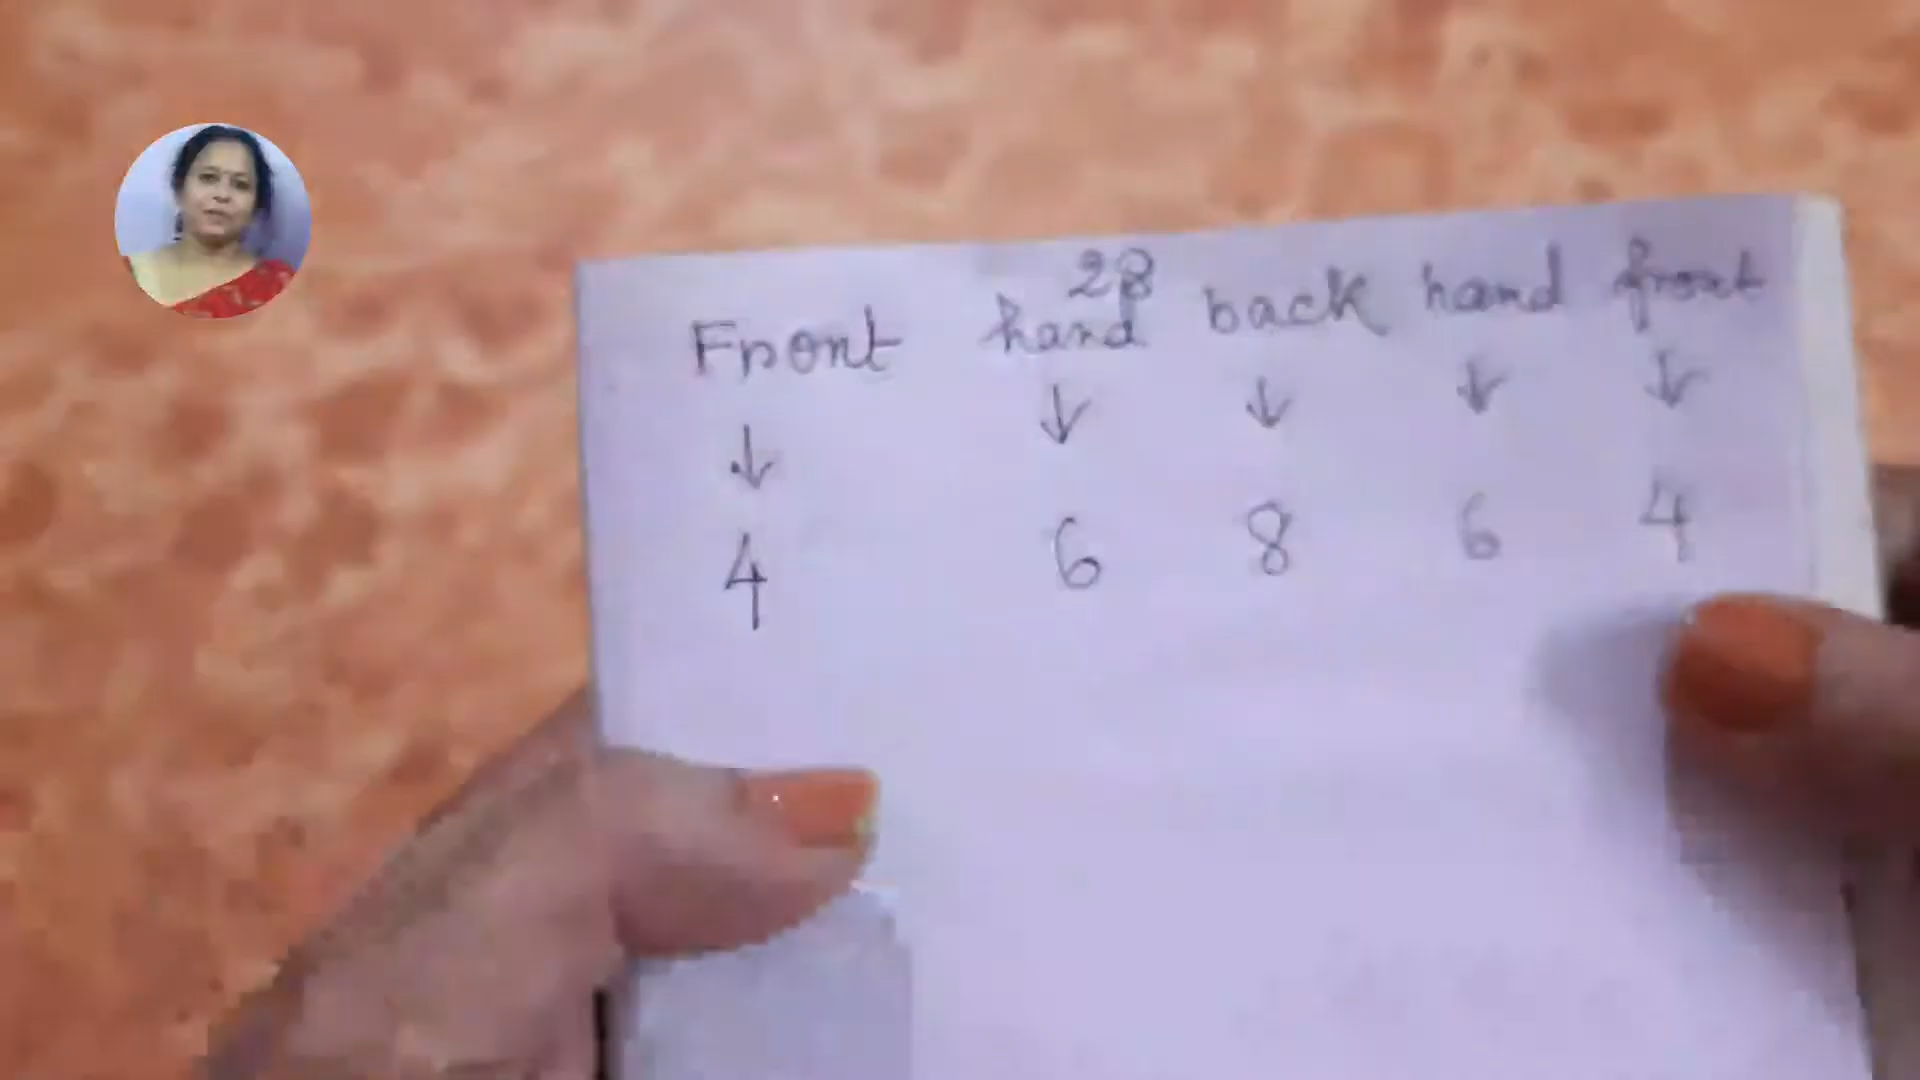 28
Front hand back hand front
↓ ↓ ↓ ↓ ↓
4 6 8 6 4